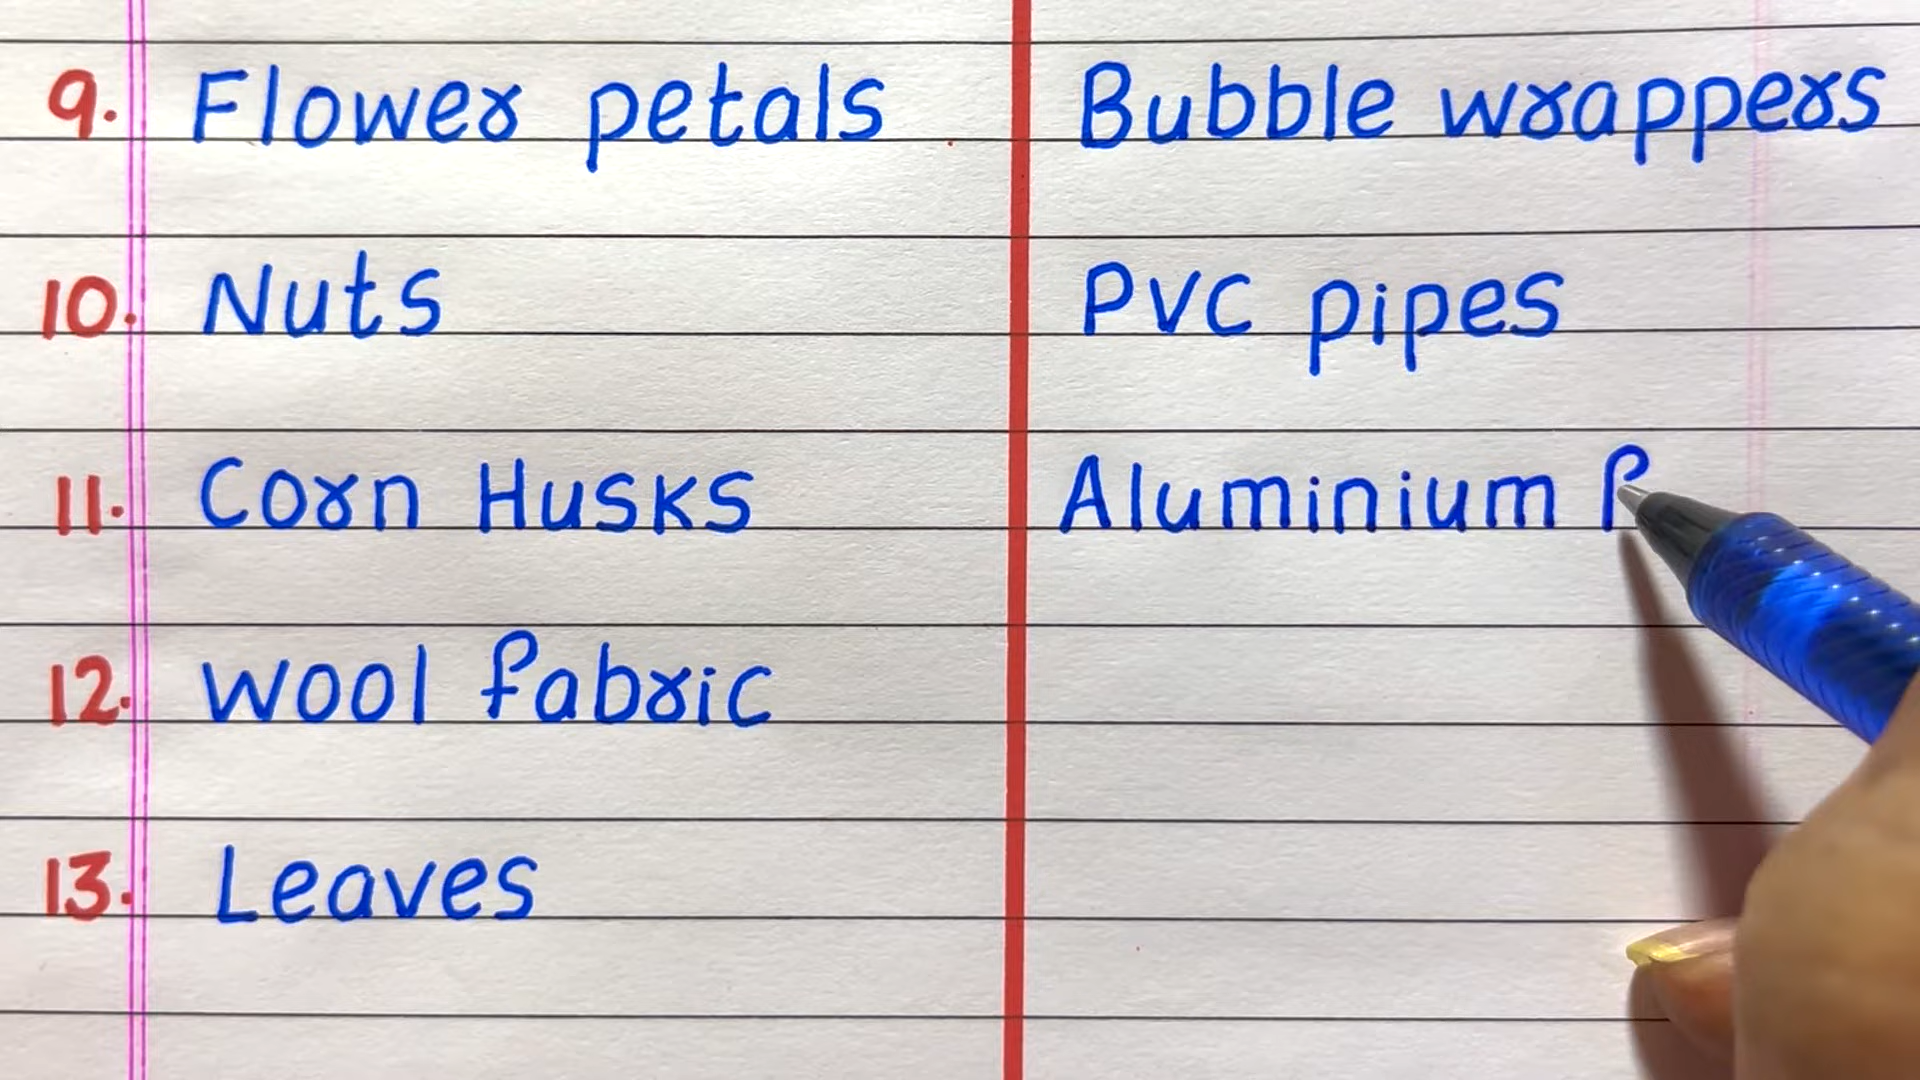 9. Flower petals Bubble wrappers
10. Nuts PVC pipes
11. Corn Husks Aluminium f
12. Wool fabric
13. Leaves